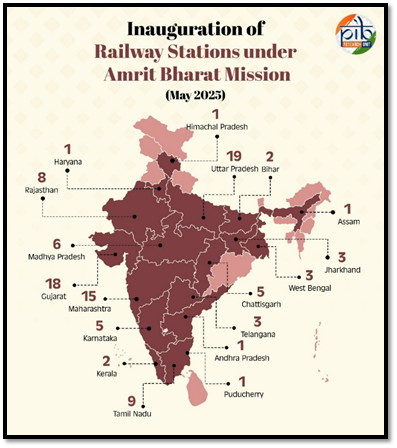 Inauguration of
Railway Stations under
Amrit Bharat Mission
(May 2025)
pib
RESEARCH UNIT
1
Himachal Pradesh
1
Haryana
19
Uttar Pradesh
2
Bihar
8
Rajasthan
1
Assam
6
Madhya Pradesh
3
Jharkhand
3
West Bengal
18
Gujarat
15
Maharashtra
5
Chattisgarh
5
Karnataka
3
Telangana
1
Andhra Pradesh
2
Kerala
1
Puducherry
9
Tamil Nadu